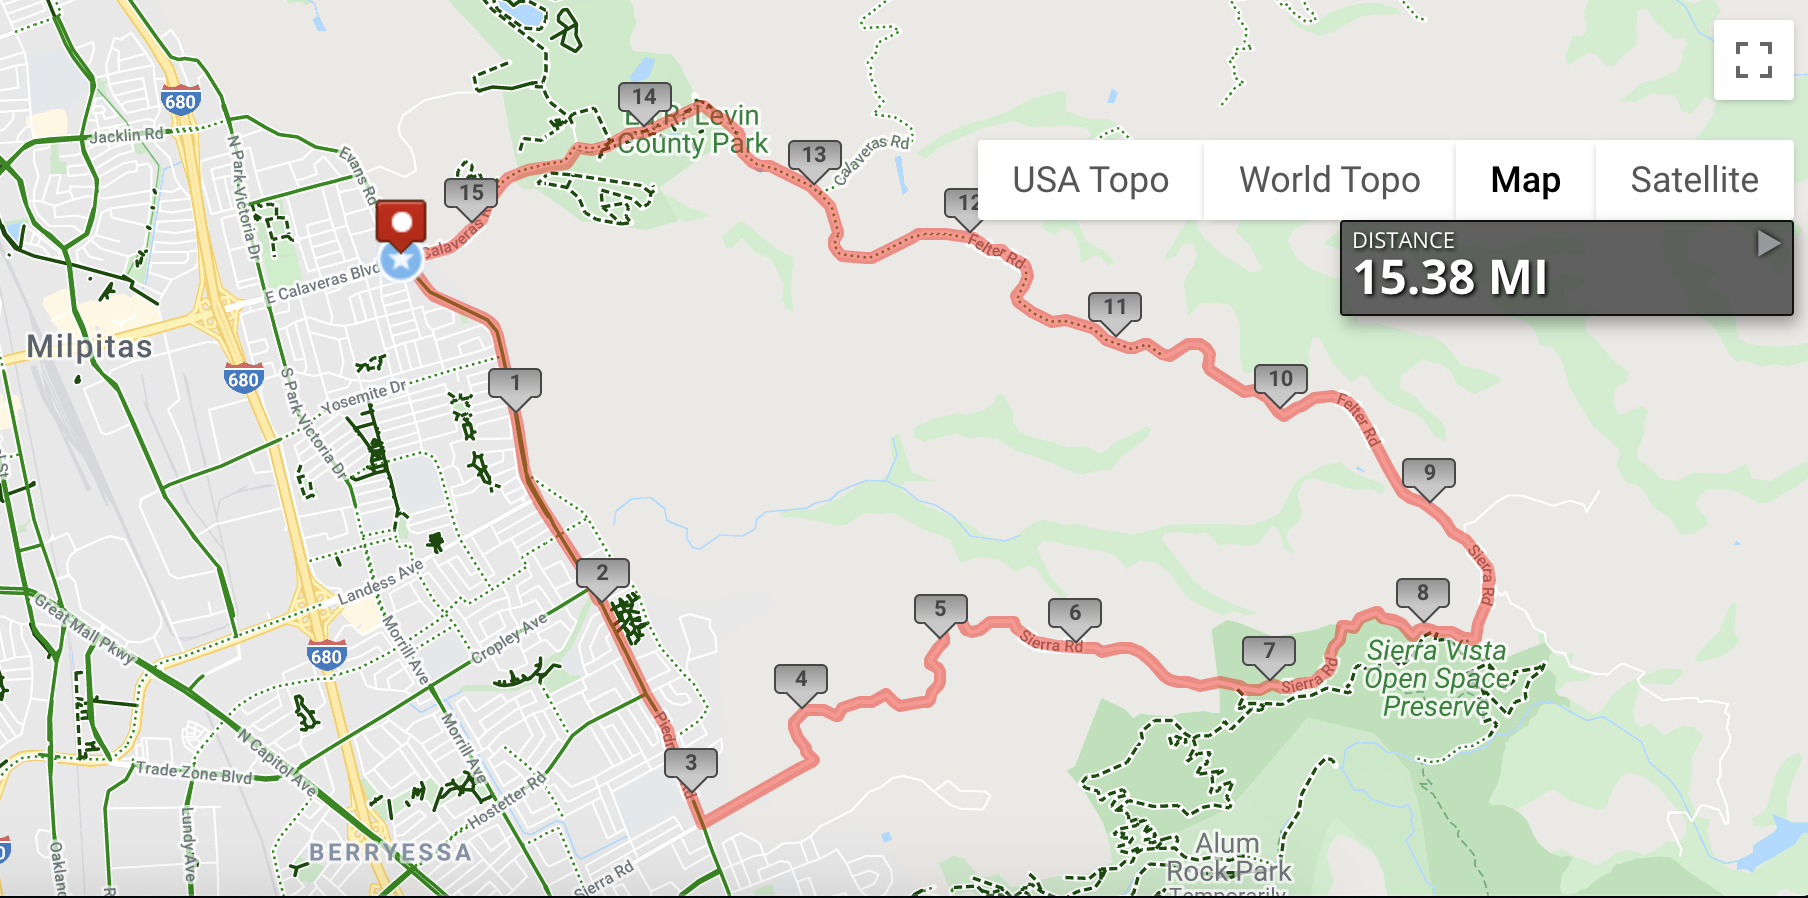 680
Jacklin Rd
N Park Victoria Dr
Evans Rd
14
Ed R. Levin
County Park
13
Calaveras Rd
15
Calaveras
12
USA Topo
World Topo
Map
Satellite
DISTANCE
15.38 MI
Felter Rd
E Calaveras Blvd
11
Milpitas
680
1
Yosemite Dr
S Park Victoria Dr
10
Felter Rd
9
Sierra Rd
Landess Ave
2
Great Mall Pkwy
Morrill Ave
Cropley Ave
680
5
6
Sierra Rd
8
7
Sierra Rd
Sierra Vista
Open Space
Preserve
4
3
N Capitol Ave
Morrill Ave
Trade Zone Blvd
Hostetter Rd
Lundy Ave
BERRYESSA
Sierra Rd
Alum
Rock Park
Temporarily